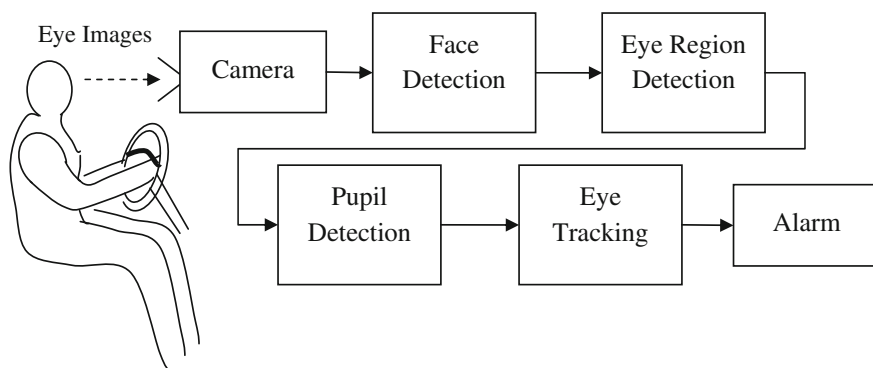 Eye Images
Camera
Face
Detection
Eye Region
Detection
Pupil
Detection
Eye
Tracking
Alarm